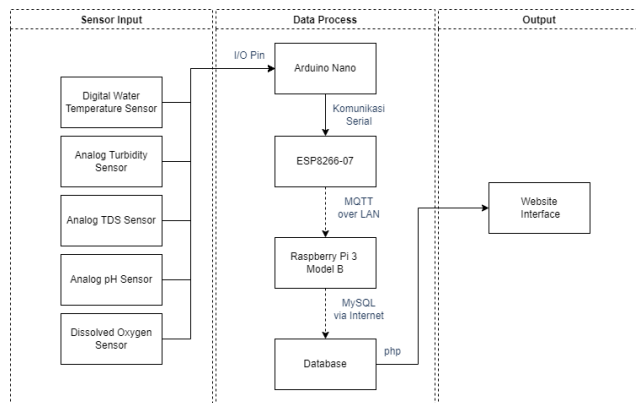 Sensor Input
Data Process
Output
Digital Water
Temperature Sensor
Analog Turbidity
Sensor
Analog TDS Sensor
Analog pH Sensor
Dissolved Oxygen
Sensor
I/O Pin
Arduino Nano
Komunikasi
Serial
ESP8266-07
MQTT
over LAN
Raspberry Pi 3
Model B
MySQL
via Internet
Database
php
Website
Interface